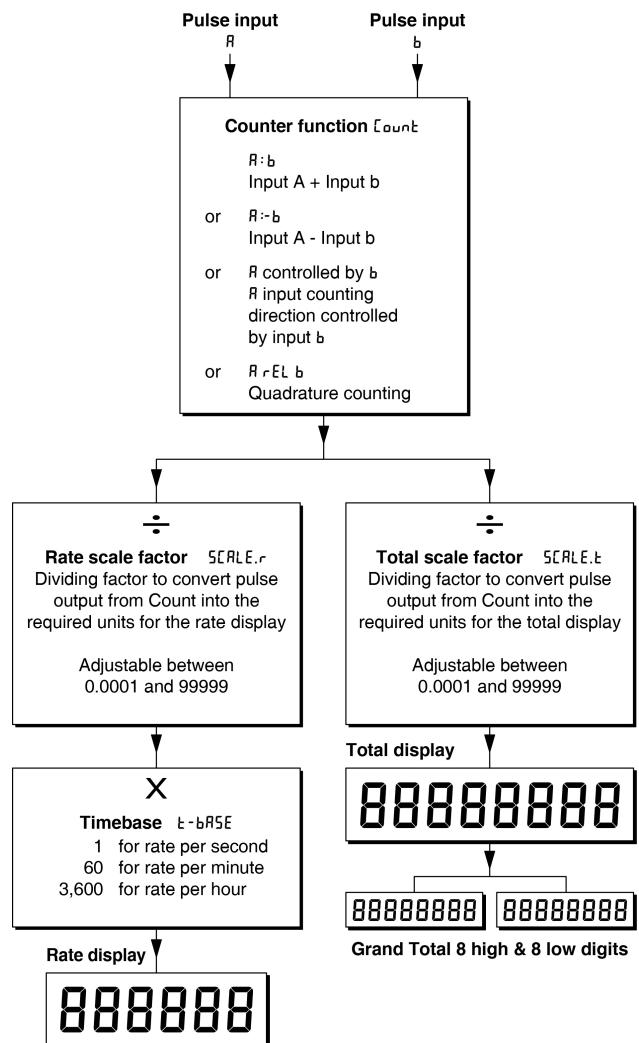 Pulse input
A
Pulse input
b
Counter function Count
A:b
Input A + Input b
or A:-b
Input A - Input b
or A controlled by b
A input counting
direction controlled
by input b
or A rEL b
Quadrature counting
÷
Rate scale factor SCALE.r
Dividing factor to convert pulse
output from Count into the
required units for the rate display
Adjustable between
0.0001 and 99999
÷
Total scale factor SCALE.t
Dividing factor to convert pulse
output from Count into the
required units for the total display
Adjustable between
0.0001 and 99999
X
Timebase t-bASE
1 for rate per second
60 for rate per minute
3,600 for rate per hour
Rate display
888888
Total display
88888888
88888888 88888888
Grand Total 8 high & 8 low digits